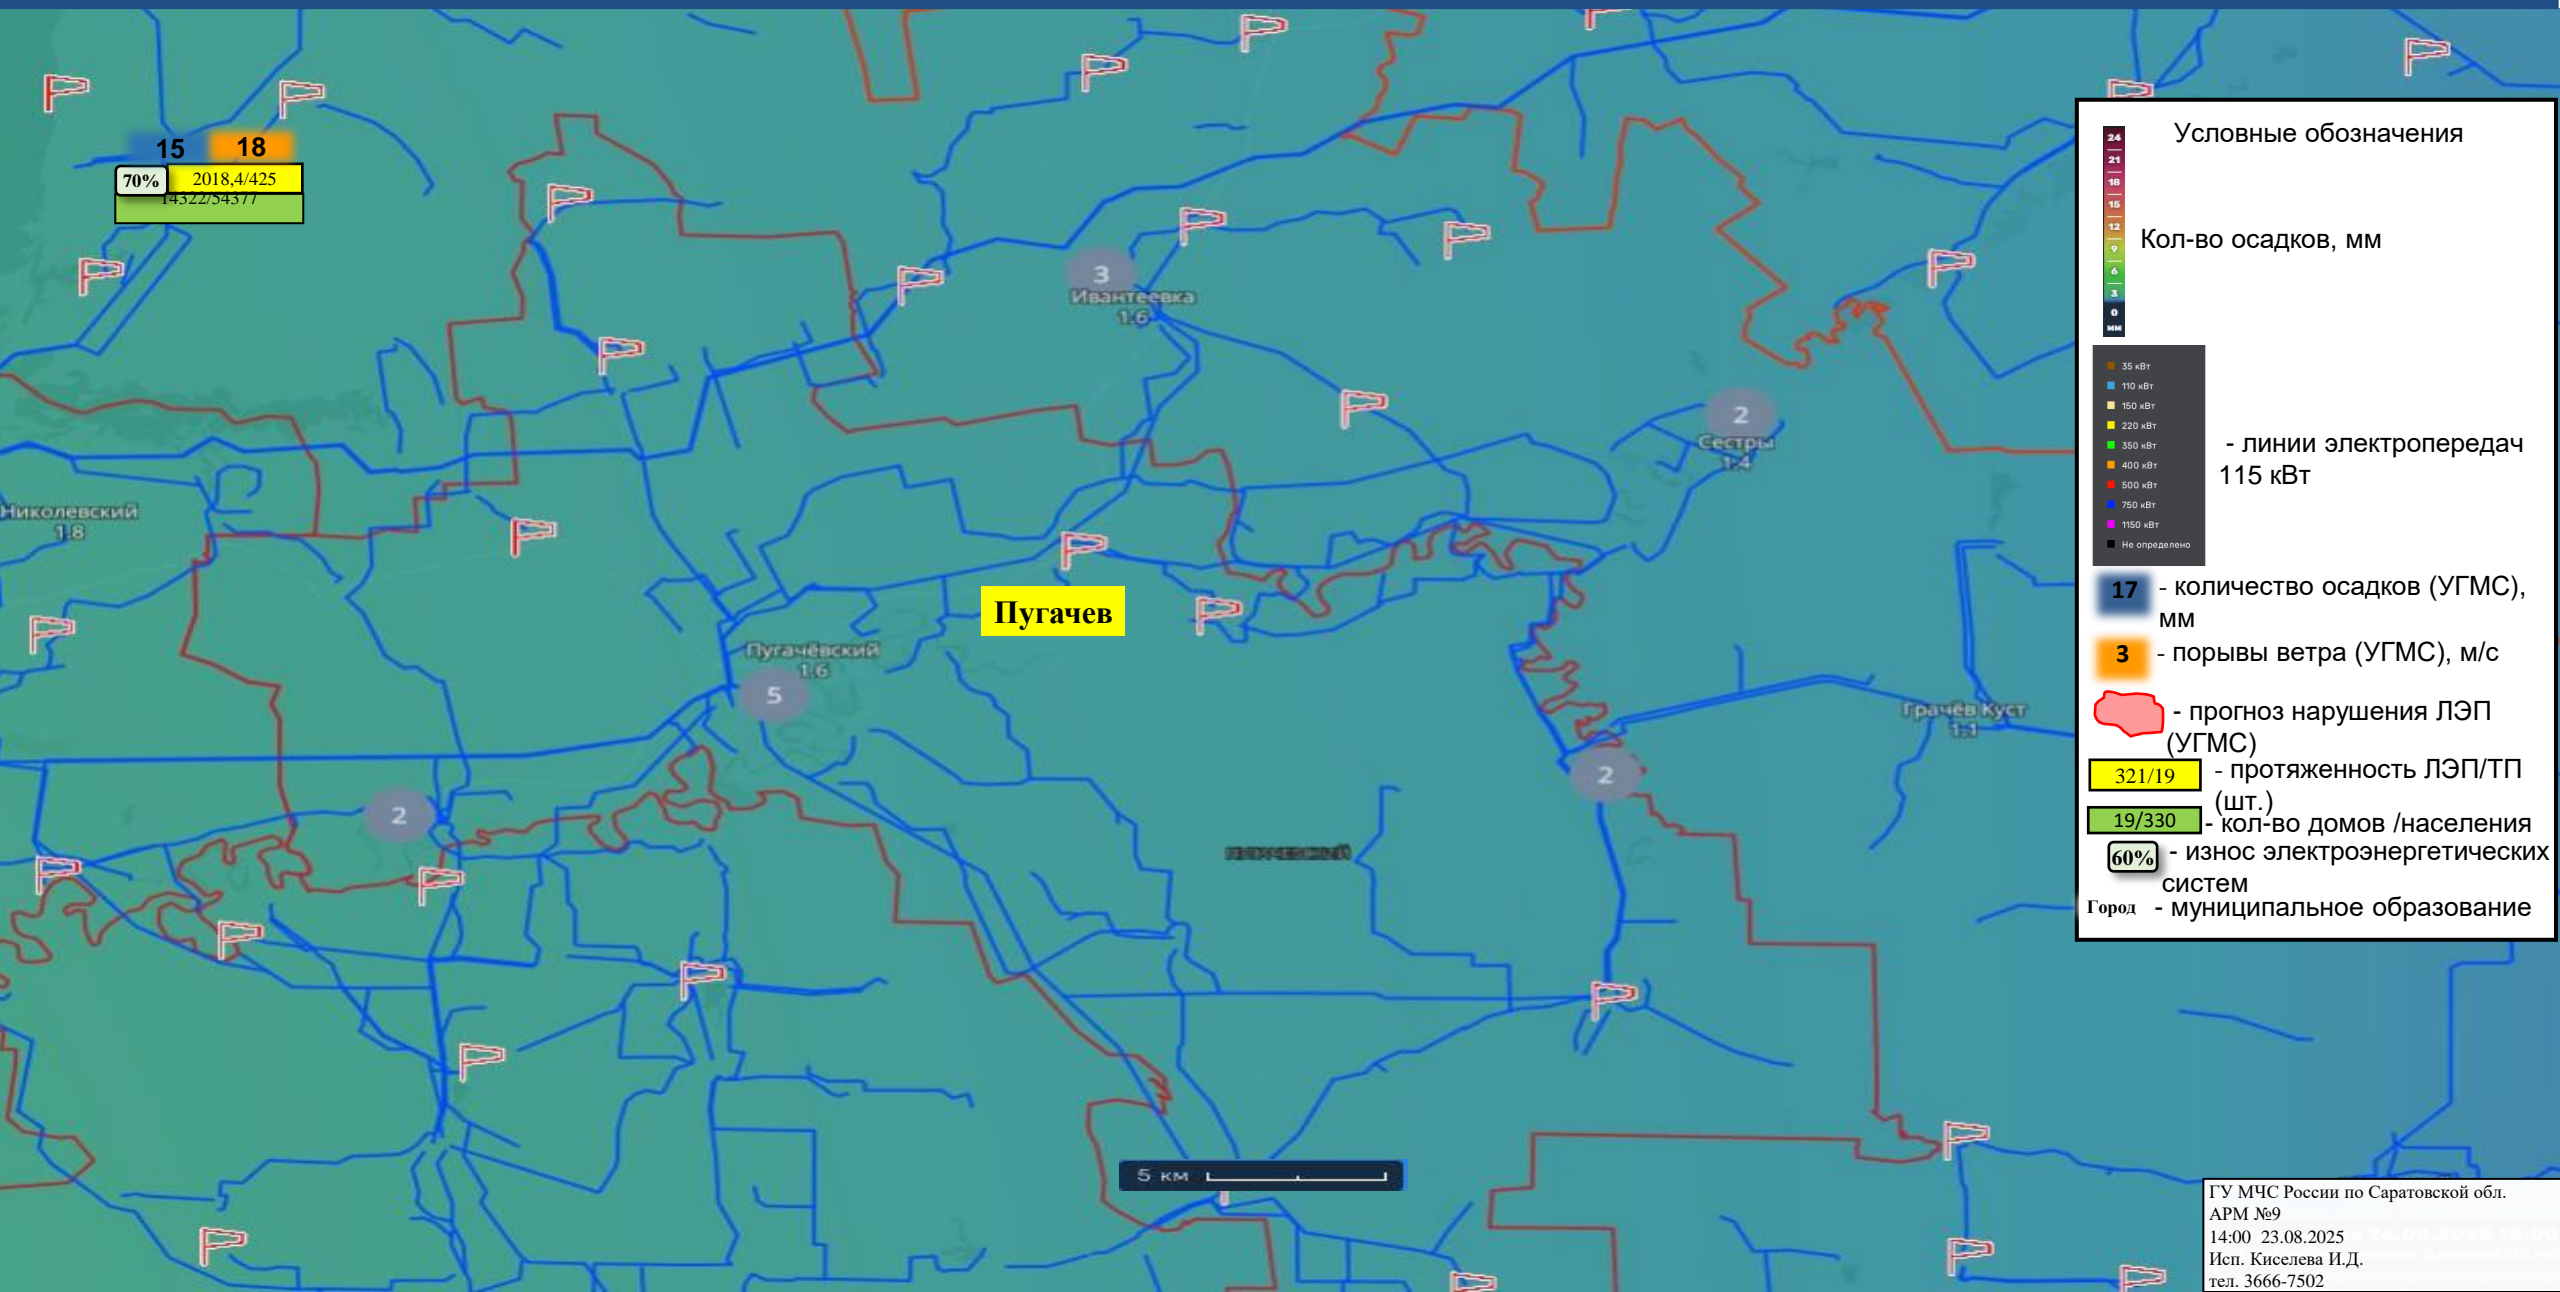 15 18
70% 2018,4/425
14322/54377
3
Ивантеевка
1.6
2
Сестры
1.4
Николевский
1.8
Пугачев
Пугачёвский
1.6
5
Грачёв Куст
1.1
2
2
5 км
Условные обозначения
24
21
18
15
12
9
6
3
0
мм
Кол-во осадков, мм
35 кВт
110 кВт
150 кВт
220 кВт
350 кВт
400 кВт
500 кВт
750 кВт
1150 кВт
Не определено
- линии электропередач
115 кВт
17 - количество осадков (УГМС),
мм
3 - порывы ветра (УГМС), м/с
- прогноз нарушения ЛЭП
(УГМС)
321/19 - протяженность ЛЭП/ТП
(шт.)
19/330 - кол-во домов /населения
60% - износ электроэнергетических
систем
Город - муниципальное образование
ГУ МЧС России по Саратовской обл.
АРМ №9
14:00 23.08.2025
Исп. Киселева И.Д.
тел. 3666-7502